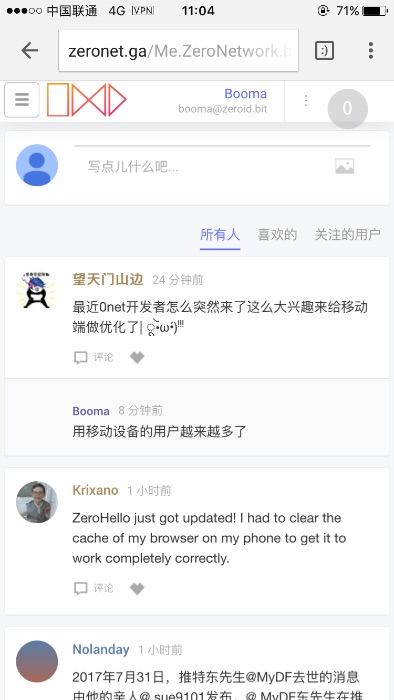 中国联通 4G VPN 11:04 71%
zeronet.ga/Me.ZeroNetwork.b
:)
Booma
booma@zeroid.bit
0
写点儿什么吧...
所有人 喜欢的 关注的用户
望天门山边 24 分钟前
最近0net开发者怎么突然来了这么大兴趣来给移动
端做优化了| ू•́ω•̀)ᵎᵎᵎ
评论
Booma 8 分钟前
用移动设备的用户越来越多了
Krixano 1 小时前
ZeroHello just got updated! I had to clear the
cache of my browser on my phone to get it to
work completely correctly.
评论
Nolanday 1 小时前
2017年7月31日，推特东先生@MyDF去世的消息
由他的亲人@ sue9101发布，@ MyDF东先生在推